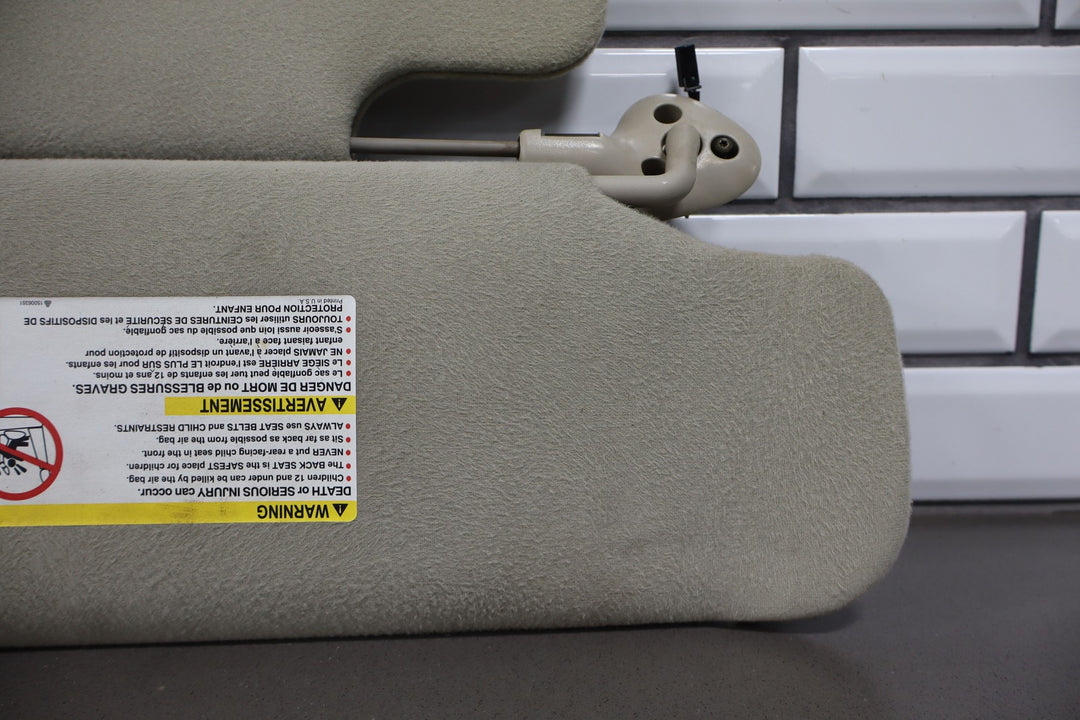 WARNING
DEATH or SERIOUS INJURY can occur.
• Children 12 and under can be killed by the air bag.
• The BACK SEAT is the SAFEST place for children.
• NEVER put a rear-facing child seat in the front.
• Sit as far back as possible from the air bag.
• ALWAYS use SEAT BELTS and CHILD RESTRAINTS.
AVERTISSEMENT
DANGER DE MORT ou de BLESSURES GRAVES.
• Le sac gonflable peut tuer les enfants de 12 ans et moins.
• Le SIÈGE ARRIÈRE est l'endroit LE PLUS SÛR pour les enfants.
• NE JAMAIS placer à l'avant un dispositif de protection pour
enfant faisant face à l'arrière.
• S'asseoir aussi loin que possible du sac gonflable.
• TOUJOURS utiliser les CEINTURES DE SÉCURITÉ et les DISPOSITIFS DE
PROTECTION POUR ENFANT.
Printed in U.S.A. 15006351